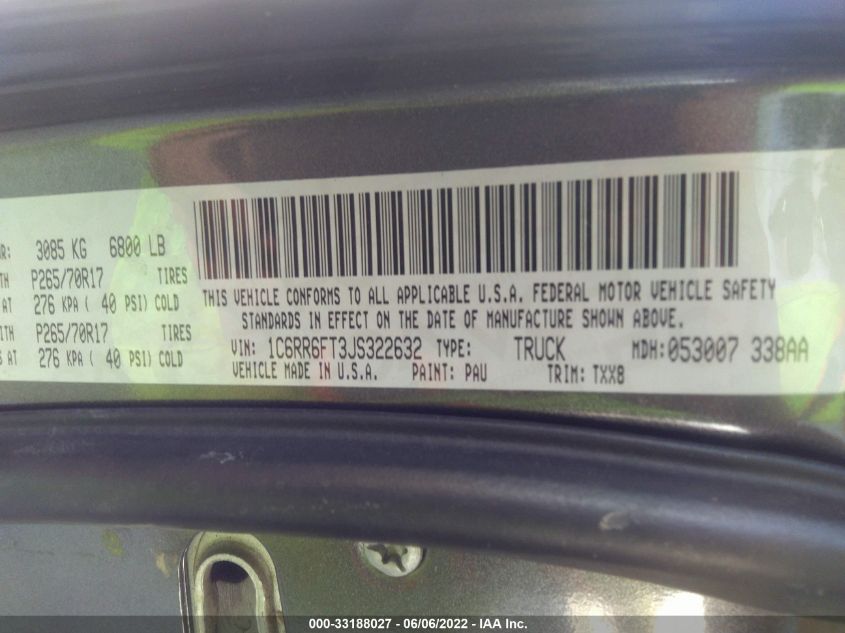 R: 3085 KG 6800 LB
TH P265/70R17 TIRES
AT 276 KPA ( 40 PSI) COLD
ITH P265/70R17 TIRES
S AT 276 KPA ( 40 PSI) COLD
THIS VEHICLE CONFORMS TO ALL APPLICABLE U.S.A. FEDERAL MOTOR VEHICLE SAFETY
STANDARDS IN EFFECT ON THE DATE OF MANUFACTURE SHOWN ABOVE.
VIN: 1C6RR6FT3JS322632 TYPE: TRUCK MDH: 053007 338AA
VEHICLE MADE IN U.S.A. PAINT: PAU TRIM: TXX8
000-33188027 - 06/06/2022 - IAA Inc.